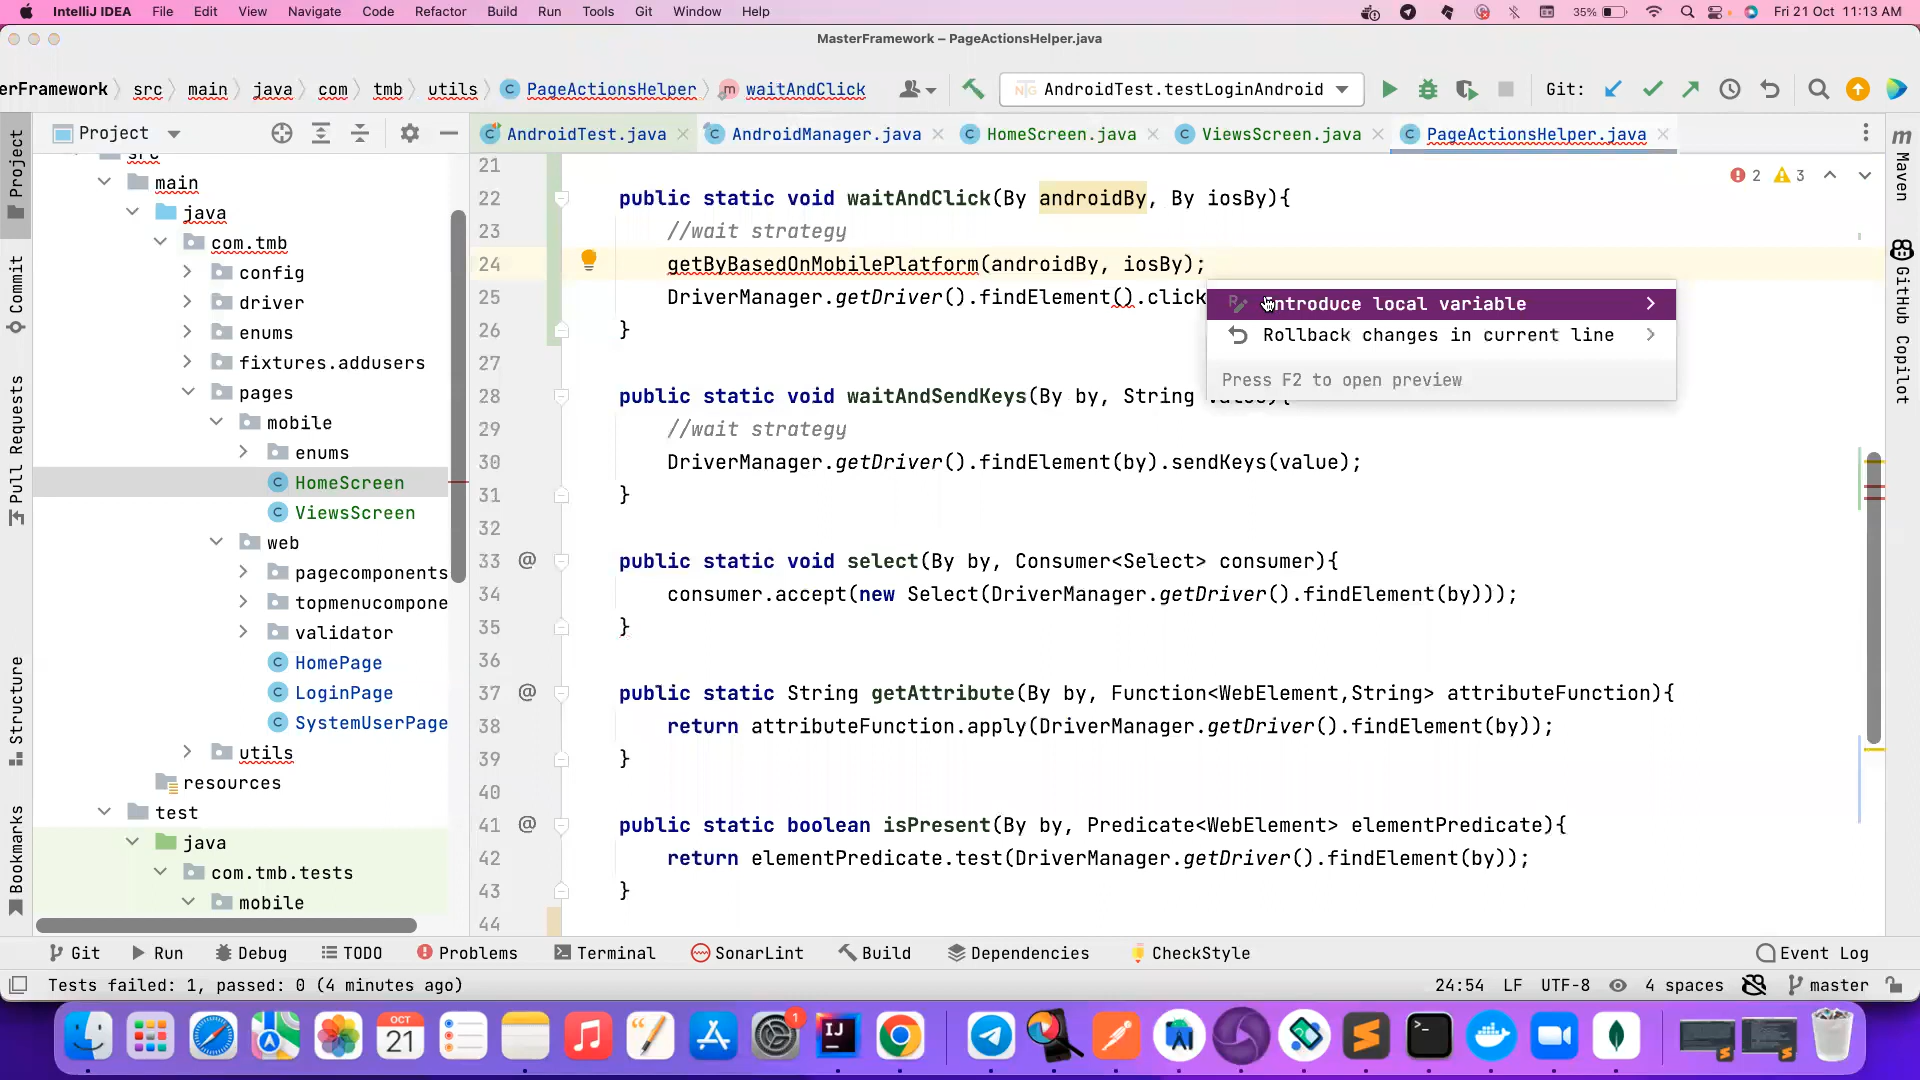 IntelliJ IDEA File Edit View Navigate Code Refactor Build Run Tools Git Window Help 35% Fri 21 Oct 11:13 AM
MasterFramework – PageActionsHelper.java
erFramework src main java com tmb utils PageActionsHelper waitAndClick AndroidTest.testLoginAndroid Git:
Project AndroidTest.java AndroidManager.java HomeScreen.java ViewsScreen.java PageActionsHelper.java
2 3
src
main
java
com.tmb
config
driver
enums
fixtures.addusers
pages
mobile
enums
HomeScreen
ViewsScreen
web
pagecomponents
topmenucompone
validator
HomePage
LoginPage
SystemUserPage
utils
resources
test
java
com.tmb.tests
mobile
21
22 public static void waitAndClick(By androidBy, By iosBy){
23 //wait strategy
24 getByBasedOnMobilePlatform(androidBy, iosBy);
25 DriverManager.getDriver().findElement().click
26 }
27
28 public static void waitAndSendKeys(By by, String value){
29 //wait strategy
30 DriverManager.getDriver().findElement(by).sendKeys(value);
31 }
32
33 @ public static void select(By by, Consumer<Select> consumer){
34 consumer.accept(new Select(DriverManager.getDriver().findElement(by)));
35 }
36
37 @ public static String getAttribute(By by, Function<WebElement,String> attributeFunction){
38 return attributeFunction.apply(DriverManager.getDriver().findElement(by));
39 }
40
41 @ public static boolean isPresent(By by, Predicate<WebElement> elementPredicate){
42 return elementPredicate.test(DriverManager.getDriver().findElement(by));
43 }
44
Introduce local variable
Rollback changes in current line
Press F2 to open preview
Project
Commit
Pull Requests
Structure
Bookmarks
m
Maven
GitHub Copilot
Git Run Debug TODO Problems Terminal SonarLint Build Dependencies CheckStyle Event Log
Tests failed: 1, passed: 0 (4 minutes ago) 24:54 LF UTF-8 4 spaces master
OCT
21
1
IJ